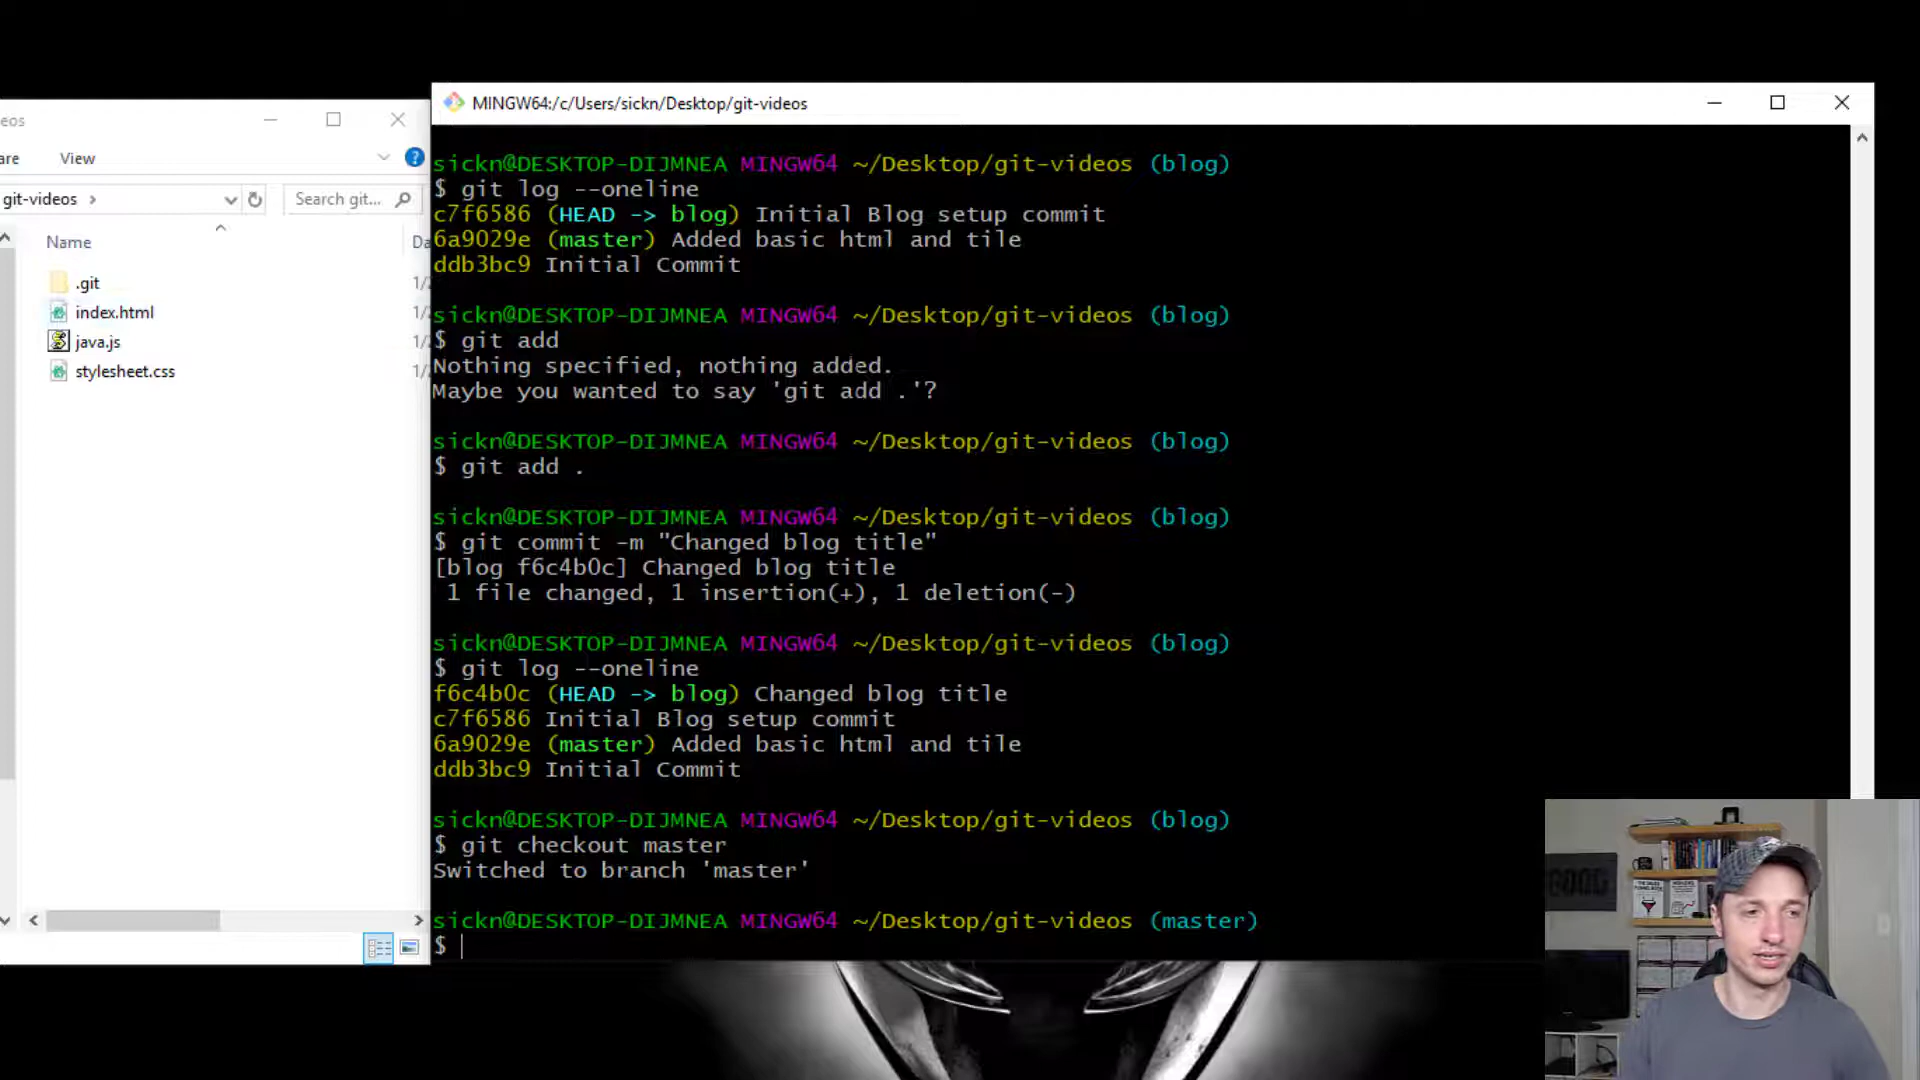 eos
are View
git-videos
Search git...
Name Da
.git 1/
index.html 1/
java.js 1/
stylesheet.css 1/
MINGW64:/c/Users/sickn/Desktop/git-videos
sickn@DESKTOP-DIJMNEA MINGW64 ~/Desktop/git-videos (blog)
$ git log --oneline
c7f6586 (HEAD -> blog) Initial Blog setup commit
6a9029e (master) Added basic html and tile
ddb3bc9 Initial Commit
sickn@DESKTOP-DIJMNEA MINGW64 ~/Desktop/git-videos (blog)
$ git add
Nothing specified, nothing added.
Maybe you wanted to say 'git add .'?
sickn@DESKTOP-DIJMNEA MINGW64 ~/Desktop/git-videos (blog)
$ git add .
sickn@DESKTOP-DIJMNEA MINGW64 ~/Desktop/git-videos (blog)
$ git commit -m "Changed blog title"
[blog f6c4b0c] Changed blog title
1 file changed, 1 insertion(+), 1 deletion(-)
sickn@DESKTOP-DIJMNEA MINGW64 ~/Desktop/git-videos (blog)
$ git log --oneline
f6c4b0c (HEAD -> blog) Changed blog title
c7f6586 Initial Blog setup commit
6a9029e (master) Added basic html and tile
ddb3bc9 Initial Commit
sickn@DESKTOP-DIJMNEA MINGW64 ~/Desktop/git-videos (blog)
$ git checkout master
Switched to branch 'master'
sickn@DESKTOP-DIJMNEA MINGW64 ~/Desktop/git-videos (master)
$